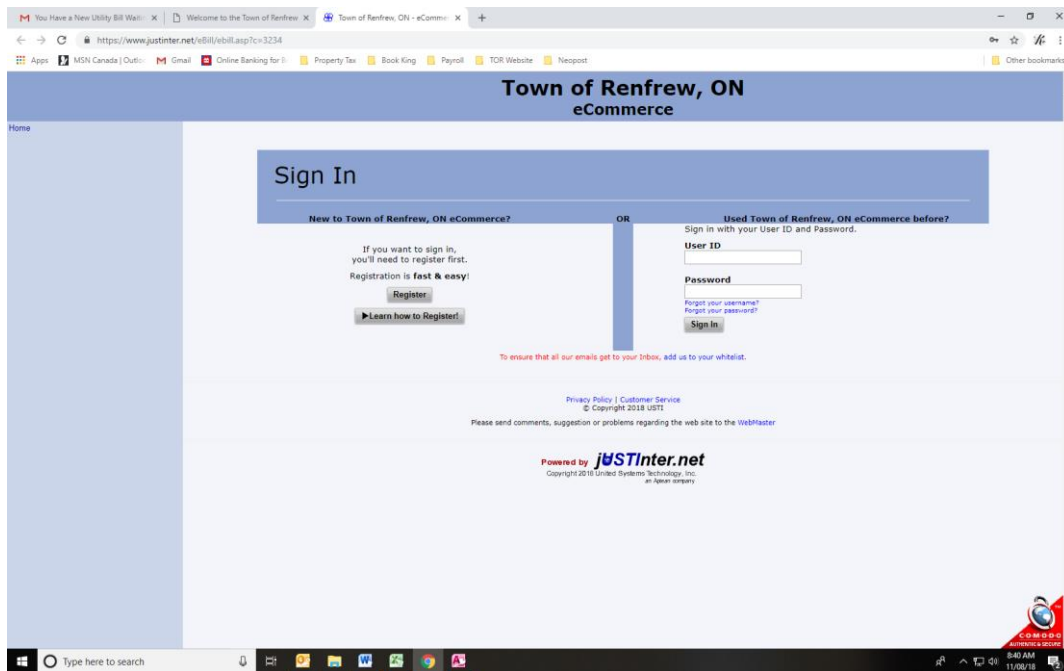 You Have a New Utility Bill Waitin
Welcome to the Town of Renfrew
Town of Renfrew, ON - eComme
https://www.justinter.net/eBill/ebill.asp?c=3234
Apps
MSN Canada | Outlo
Gmail
Online Banking for B
Property Tax
Book King
Payroll
TOR Website
Neopost
Other bookmarks
Town of Renfrew, ON
eCommerce
Home
Sign In
New to Town of Renfrew, ON eCommerce?
If you want to sign in,
you'll need to register first.
Registration is fast & easy!
Register
▶Learn how to Register!
OR
Used Town of Renfrew, ON eCommerce before?
Sign in with your User ID and Password.
User ID
Password
Forgot your username?
Forgot your password?
Sign In
To ensure that all our emails get to your Inbox, add us to your whitelist.
Privacy Policy | Customer Service
© Copyright 2018 USTI
Please send comments, suggestion or problems regarding the web site to the WebMaster
Powered by jUSTInter.net
Copyright 2016 United Systems Technology, Inc.
an Aptean company
COMODO
AUTHENTIC & SECURE
Type here to search
8:40 AM
11/08/18